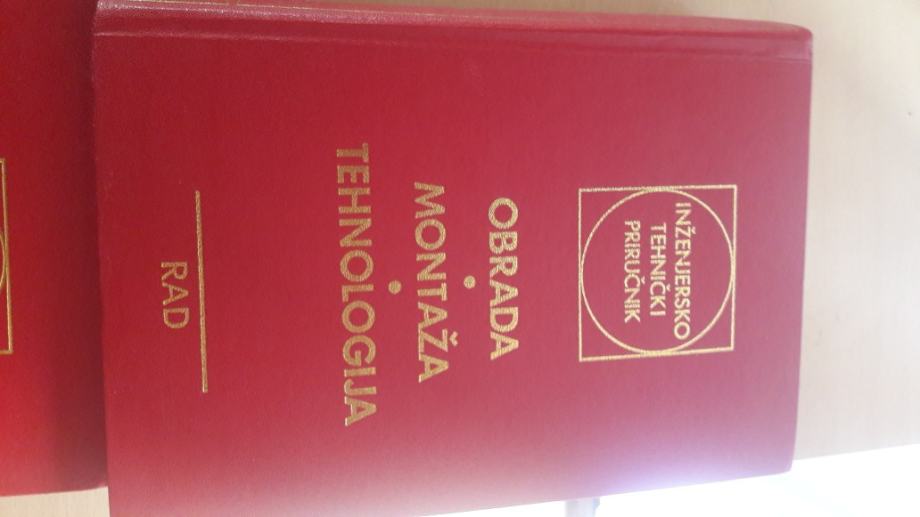 INŽENJERSKO
TEHNIČKI
PRIRUČNIK
OBRADA
•
MONTAŽA
•
TEHNOLOGIJA
RAD